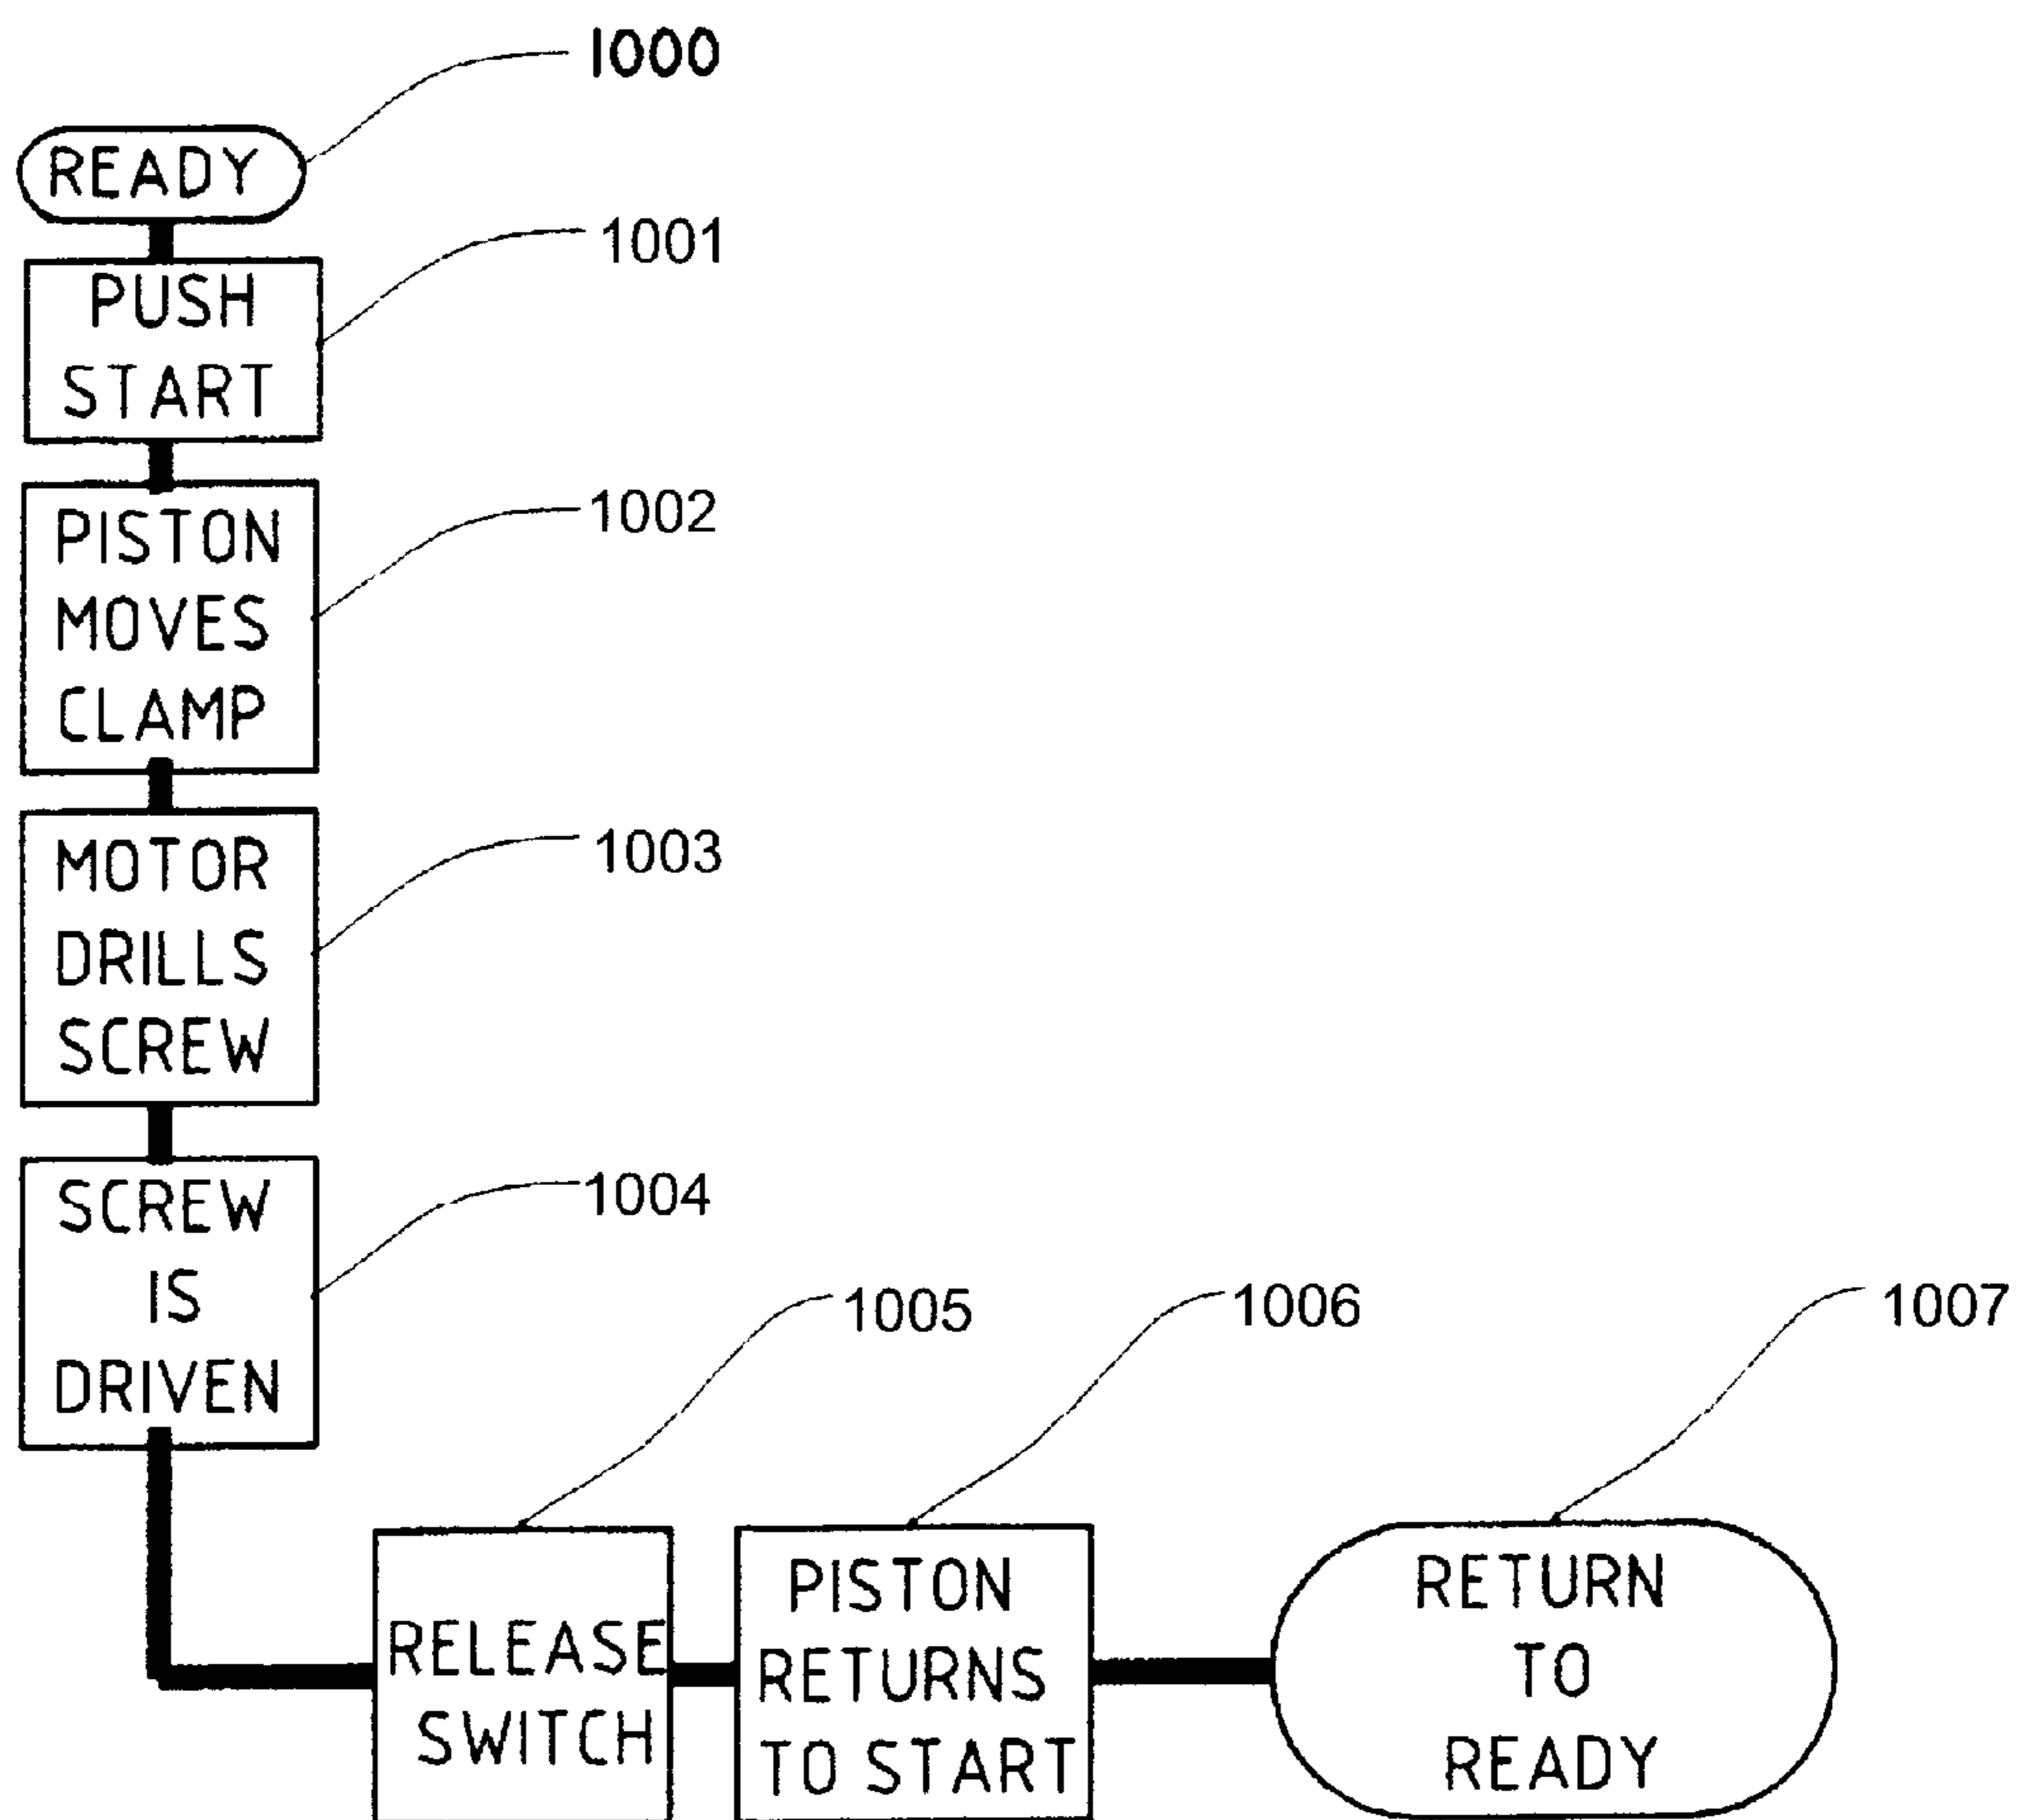 1000
READY
1001
PUSH
START
1002
PISTON
MOVES
CLAMP
1003
MOTOR
DRILLS
SCREW
1004
SCREW
IS
DRIVEN
1005
RELEASE
SWITCH
1006
PISTON
RETURNS
TO START
1007
RETURN
TO
READY